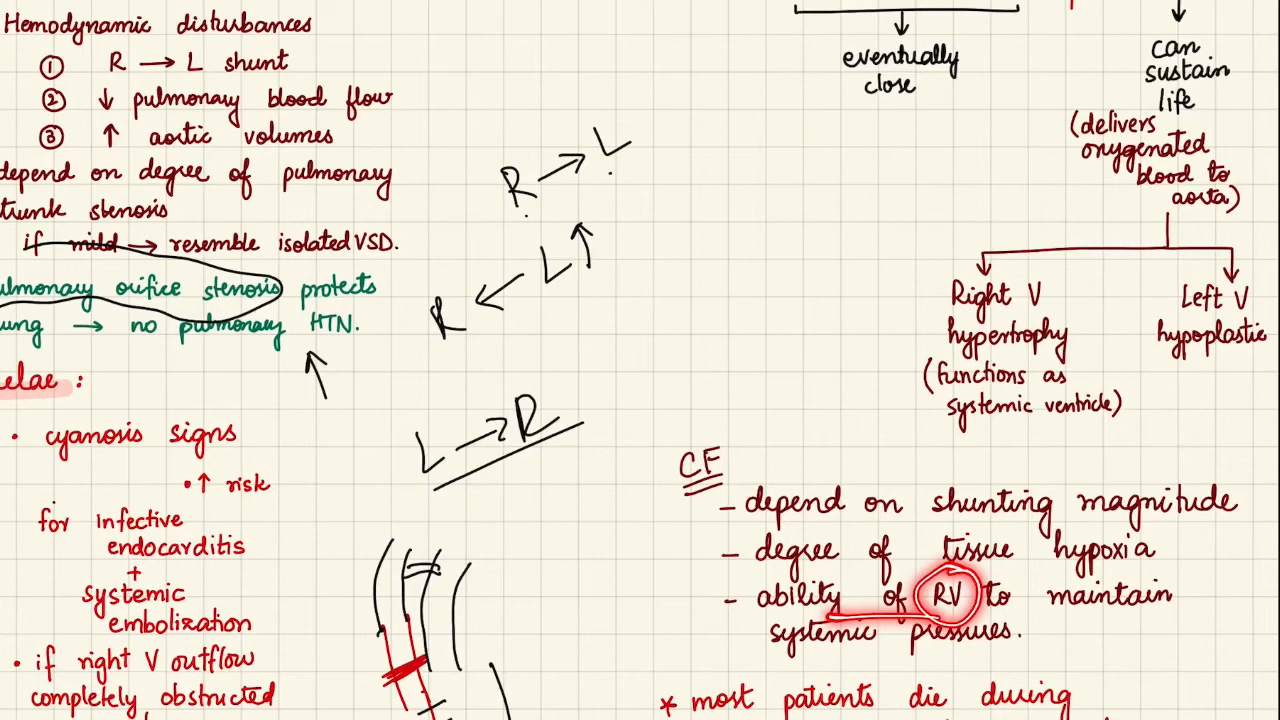 Hemodynamic disturbances
① R → L shunt
② ↓ pulmonary blood flow
③ ↑ aortic volumes
depend on degree of pulmonary
trunk stenosis
if mild → resemble isolated VSD.
ulmonary orifice stenosis protects
ung → no pulmonary HTN.
elae :
• cyanosis signs
• ↑ risk
for infective
endocarditis
+
systemic
embolization
• if right V outflow
completely obstructed
R → L
R ← L ↑
L → R
eventually
close
can
sustain
life
(delivers
oxygenated
blood to
aorta)
Right V
hypertrophy
(functions as
systemic ventricle)
Left V
hypoplastic
CF
- depend on shunting magnitude
- degree of tissue hypoxia
- ability of RV to maintain
systemic pressures.
* most patients die during